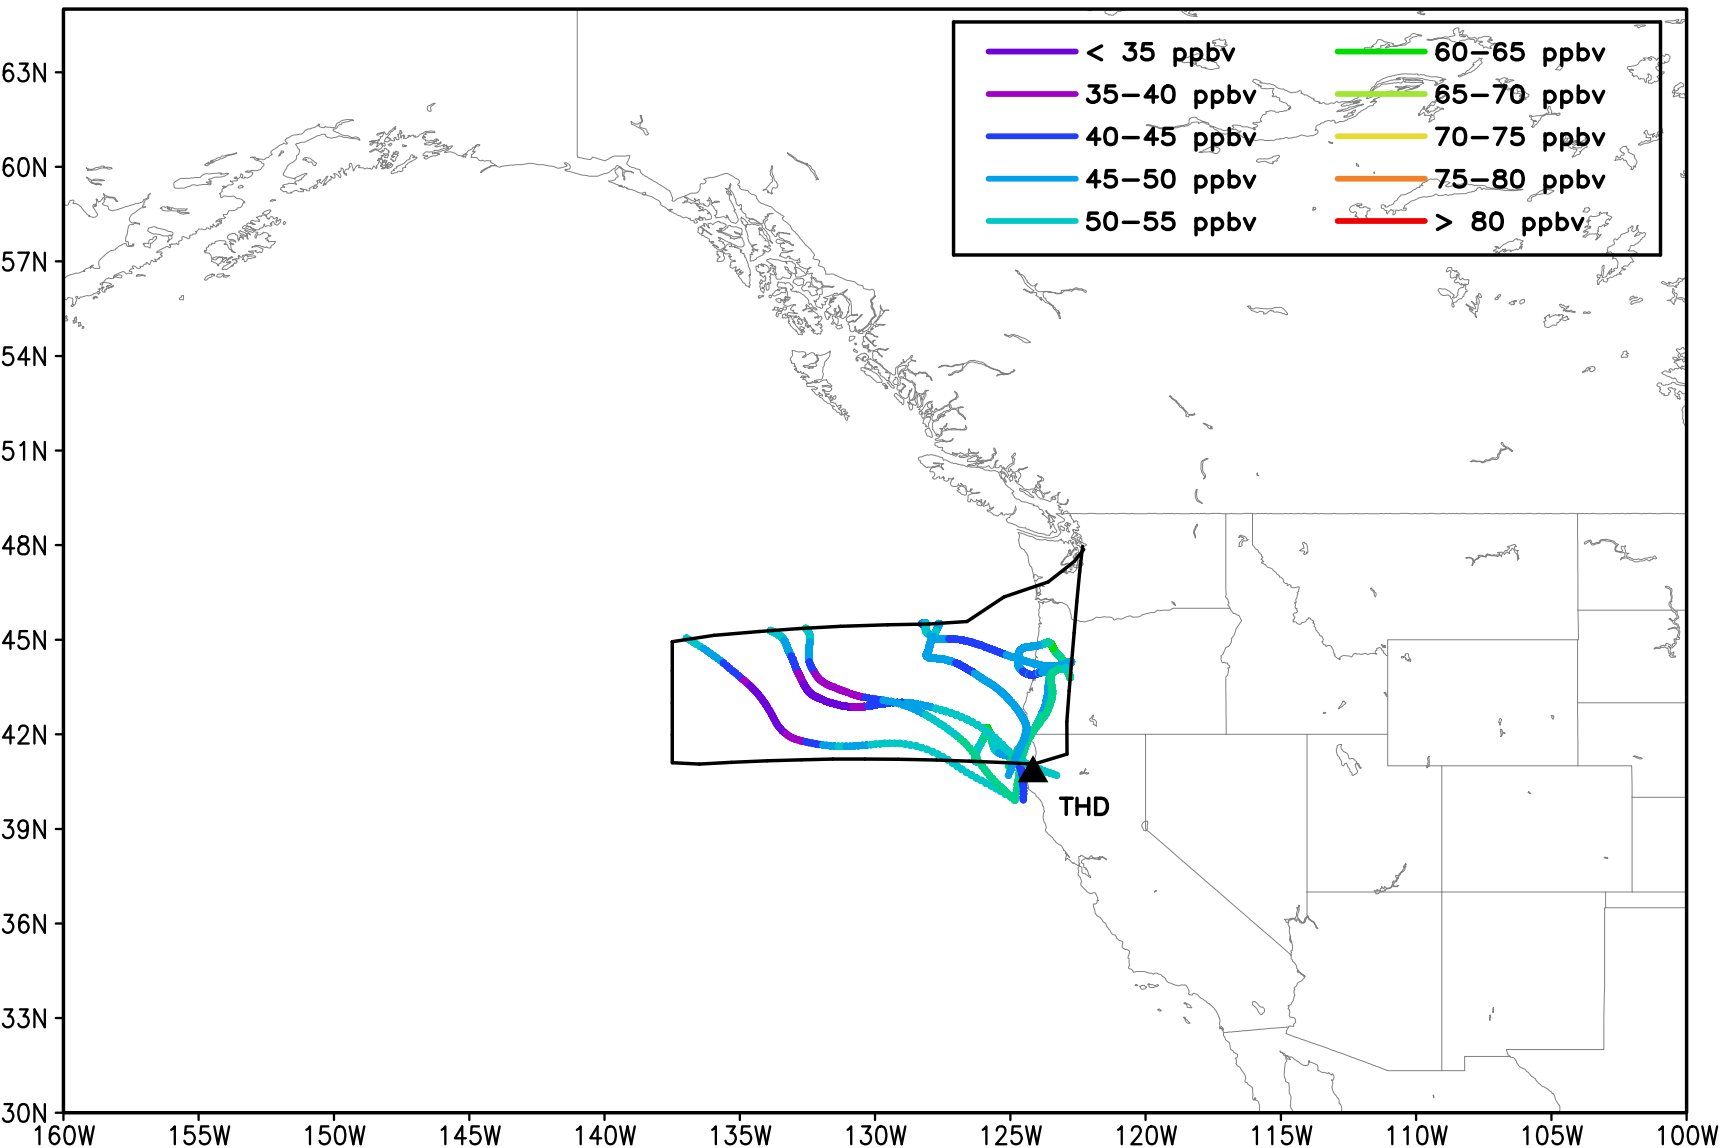 < 35 ppbv
35-40 ppbv
40-45 ppbv
45-50 ppbv
50-55 ppbv
60-65 ppbv
65-70 ppbv
70-75 ppbv
75-80 ppbv
> 80 ppbv
63N
60N
57N
54N
51N
48N
45N
42N
39N
36N
33N
30N
THD
160W 155W 150W 145W 140W 135W 130W 125W 120W 115W 110W 105W 100W